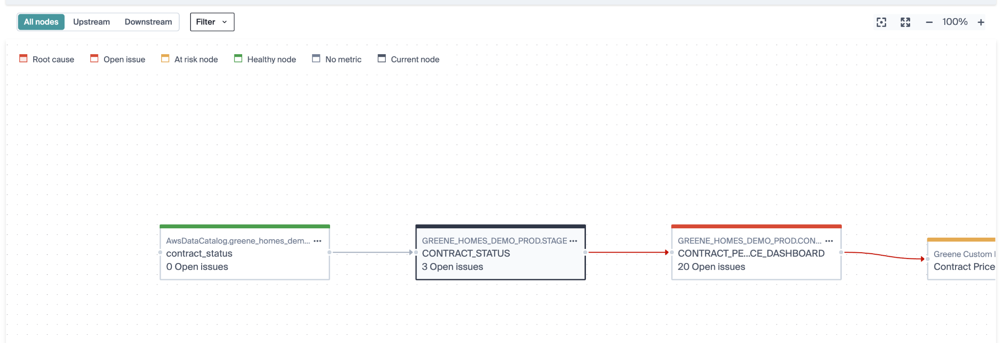 All nodes Upstream Downstream Filter 100%
Root cause Open issue At risk node Healthy node No metric Current node
AwsDataCatalog.greene_homes_dem...
contract_status
0 Open issues
GREENE_HOMES_DEMO_PROD.STAGE
CONTRACT_STATUS
3 Open issues
GREENE_HOMES_DEMO_PROD.CON...
CONTRACT_PE...CE_DASHBOARD
20 Open issues
Greene Custom
Contract Price